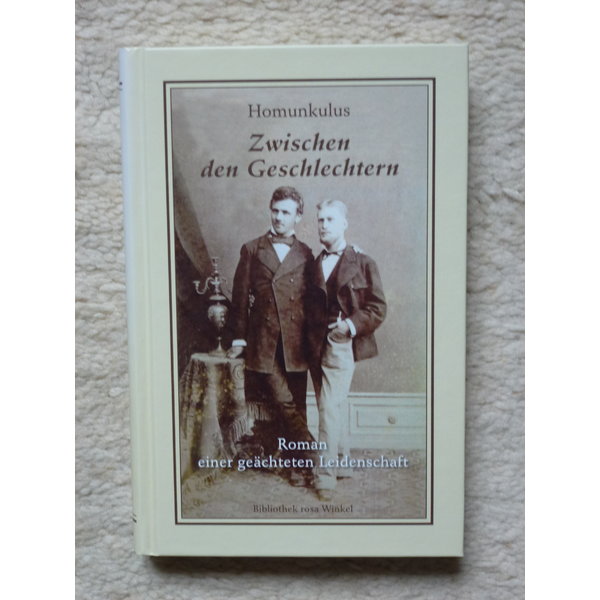 Homunkulus
Zwischen
den Geschlechtern
Roman
einer geächteten Leidenschaft
Bibliothek rosa Winkel